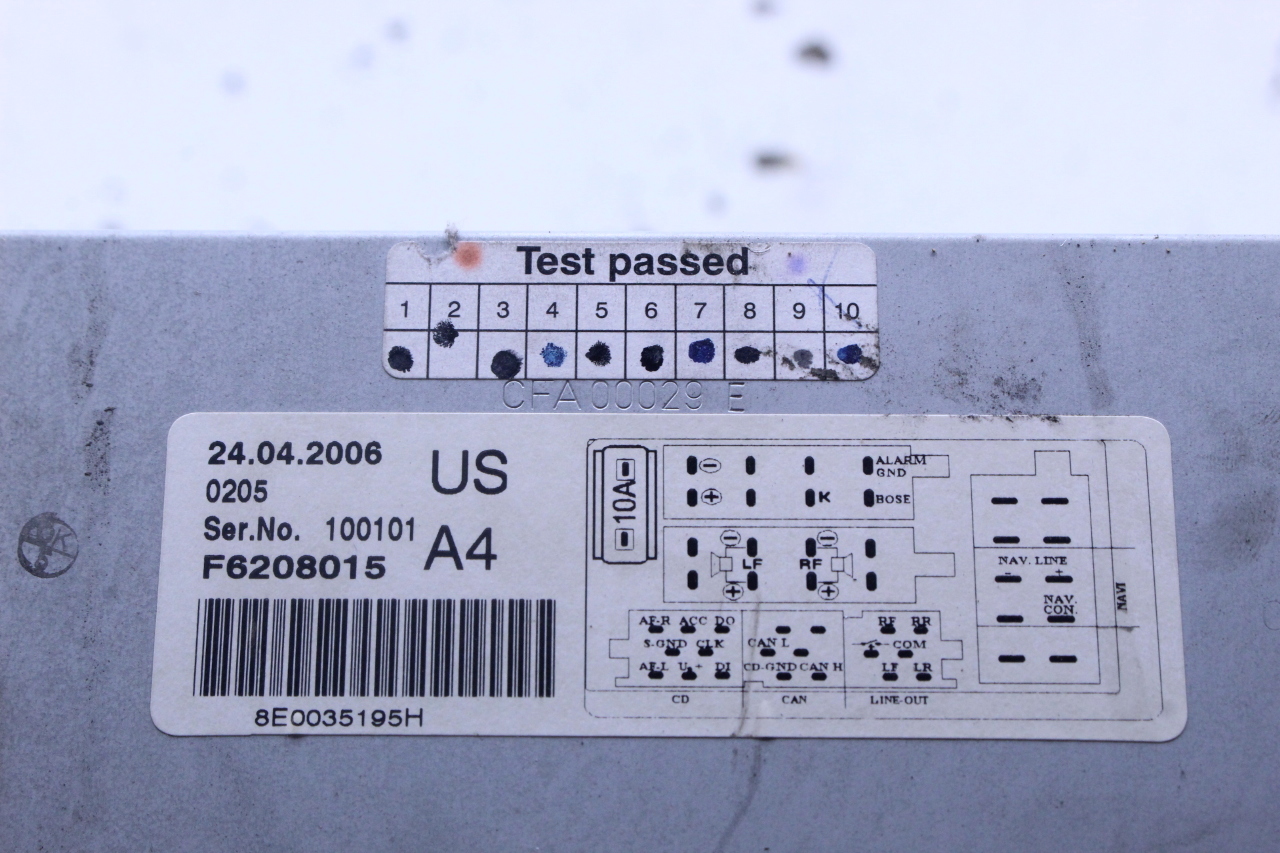 Test passed
1 2 3 4 5 6 7 8 9 10
CFA00029 E
24.04.2006
US
0205
Ser.No. 100101
A4
F6208015
8E0035195H
10A
ALARM
GND
K
BOSE
LF RF
AF-R ACC DO
S-GND CLK
AF-L U + DI
CD
CAN L
CD-GND CAN H
CAN
RF RR
COM
LF LR
LINE-OUT
NAV. LINE
- +
NAV.
CON.
NAVI